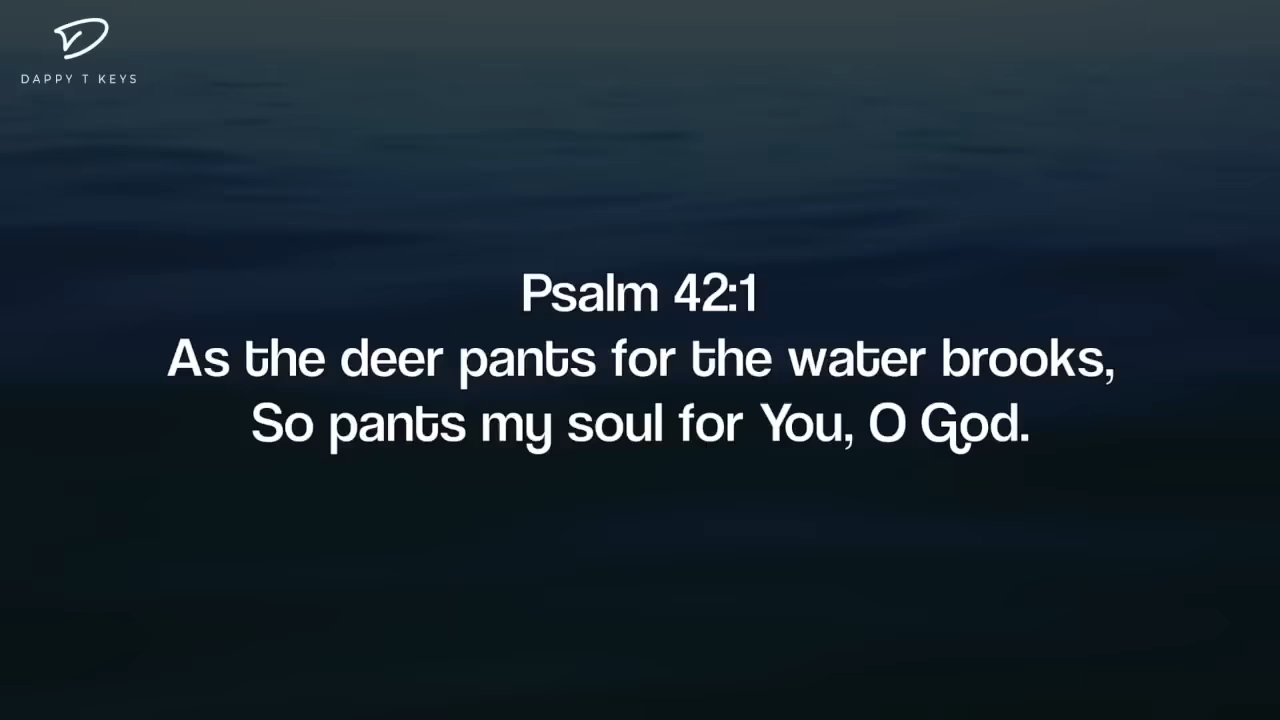 DAPPY T KEYS
Psalm 42:1
As the deer pants for the water brooks,
So pants my soul for You, O God.